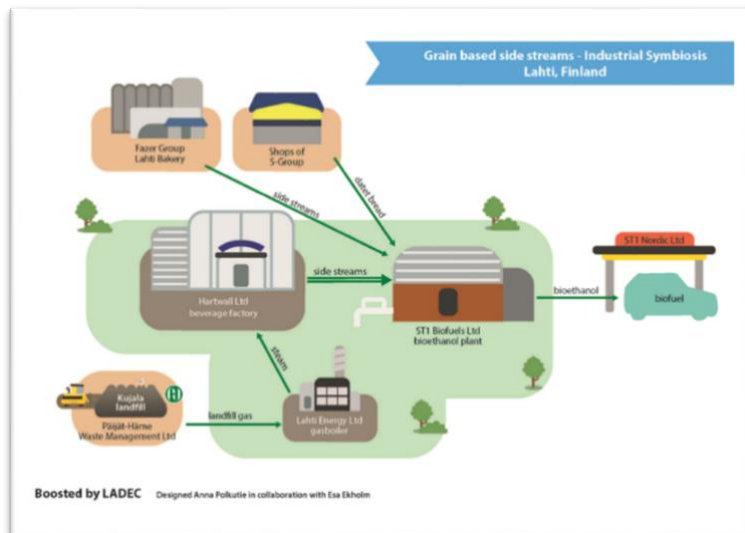 Grain based side streams - Industrial Symbiosis
Lahti, Finland
Fazer Group
Lahti Bakery
Shops of
S-Group
side streams
datet bread
Hartwall Ltd
beverage factory
side streams
ST1 Biofuels Ltd
bioethanol plant
bioethanol
ST1 Nordic Ltd
biofuel
steam
Kujala
landfill
Päijät-Häme
Waste Management Ltd
landfill gas
Lahti Energy Ltd
gasboiler
Boosted by LADEC
Designed Anna Polkutie in collaboration with Esa Ekholm